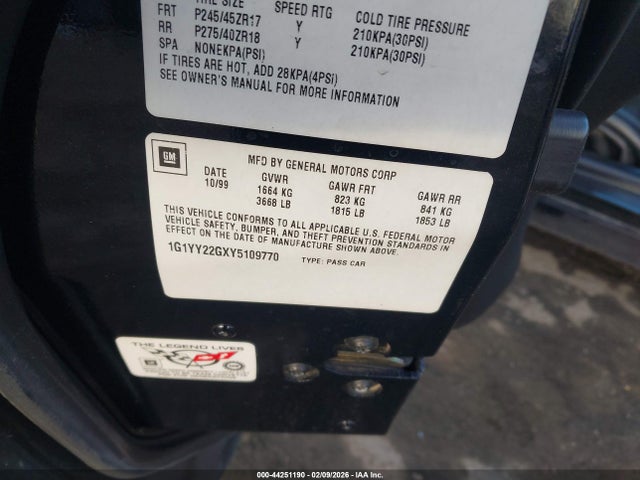 TIRE SIZE SPEED RTG COLD TIRE PRESSURE
FRT P245/45ZR17 Y 210KPA(30PSI)
RR P275/40ZR18 Y 210KPA(30PSI)
SPA NONEKPA(PSI)
IF TIRES ARE HOT, ADD 28KPA(4PSI)
SEE OWNER'S MANUAL FOR MORE INFORMATION
GM
MFD BY GENERAL MOTORS CORP
DATE GVWR GAWR FRT GAWR RR
10/99 1664 KG 823 KG 841 KG
3668 LB 1815 LB 1853 LB
THIS VEHICLE CONFORMS TO ALL APPLICABLE U.S. FEDERAL MOTOR
VEHICLE SAFETY, BUMPER, AND THEFT PREVENTION STANDARDS IN
EFFECT ON THE DATE OF MANUFACTURE SHOWN ABOVE.
1G1YY22GXY5109770 TYPE: PASS CAR
THE LEGEND LIVES
000-44251190 - 02/09/2026 - IAAI Inc.